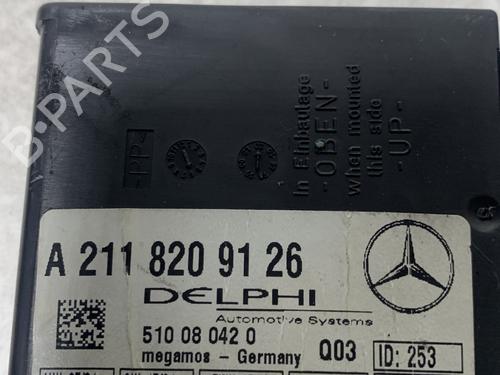 B-PARTS
>PP<
In Einbaulage
-OBEN-
when mounted
this side
-UP-
A 211 820 91 26
DELPHI
Automotive Systems
510 08 042 0
megamos - Germany
Q03
ID: 253